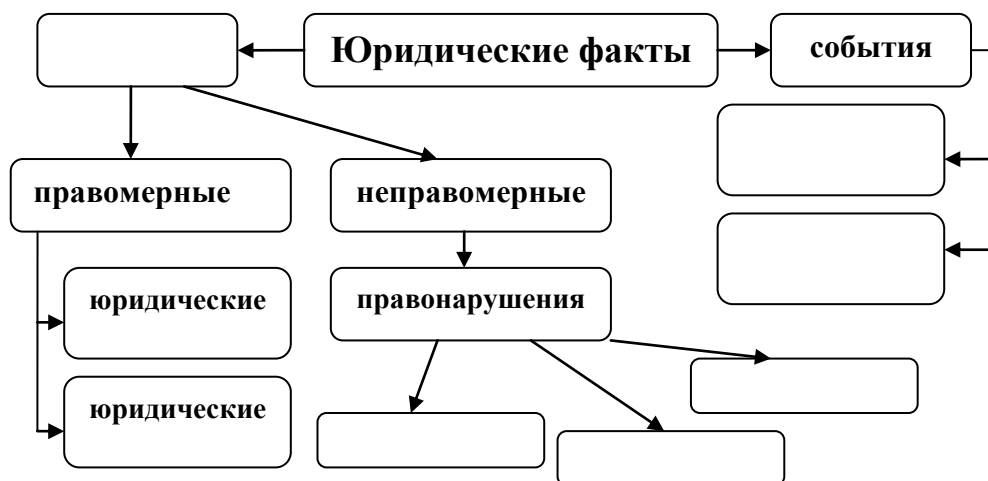 Юридические факты
события
правомерные
неправомерные
юридические
правонарушения
юридические